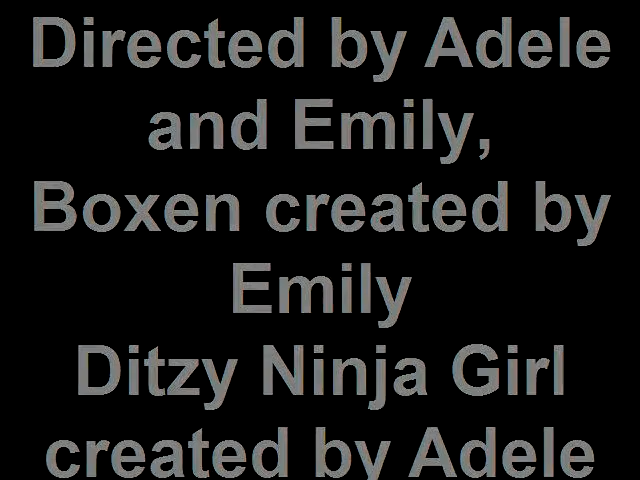 Directed by Adele
and Emily,
Boxen created by
Emily
Ditzy Ninja Girl
created by Adele